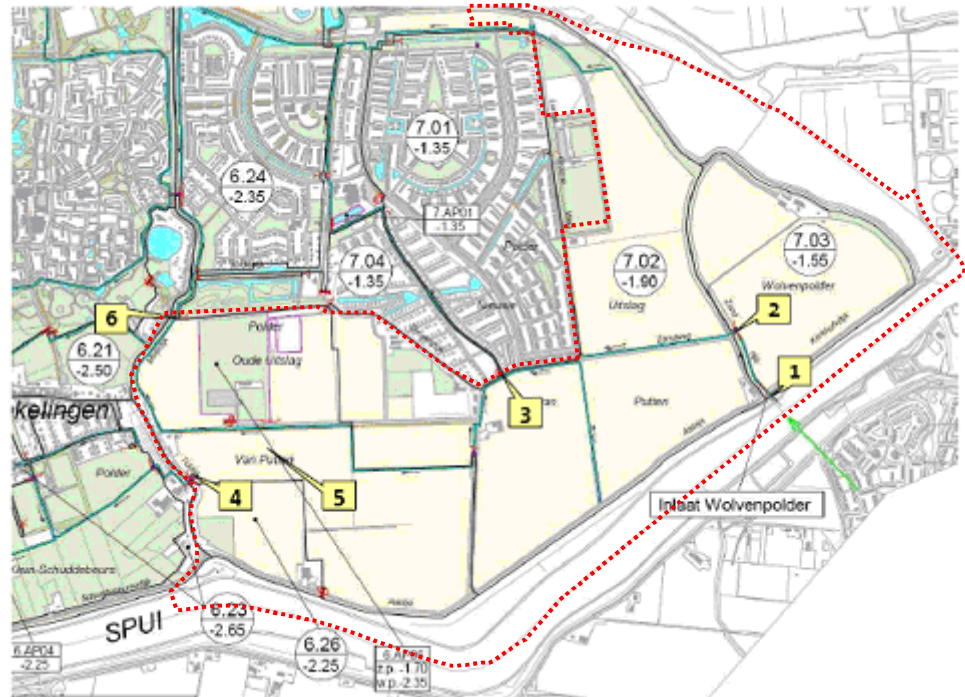 7.01
-1.35
6.24
-2.35
7.AP01
-1.35
7.04
-1.35
Polder
Nieuwe
7.02
-1.90
Uitslag
7.03
-1.55
Wolvenpolder
2
Zandweg
6
Polder
Oude Uitslag
6.21
-2.50
1
3
Putten
kelingen
Polder
Van Putten
4
5
Inlaat Wolvenpolder
SPUI
6.23
-2.65
6.26
-2.25
6.AP04
-2.25
z.p. -1.70
w.p. -2.35